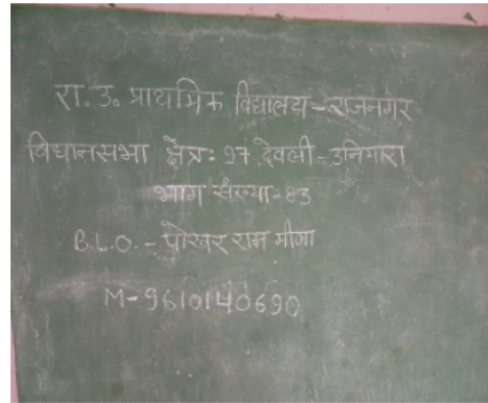 रा. उ. प्राथमिक विद्यालय - राजनगर
विधानसभा क्षेत्र: 97 देवली - उनियारा
भाग संख्या - 83
B.L.O. - पोखर राम मीणा
M - 9610140690